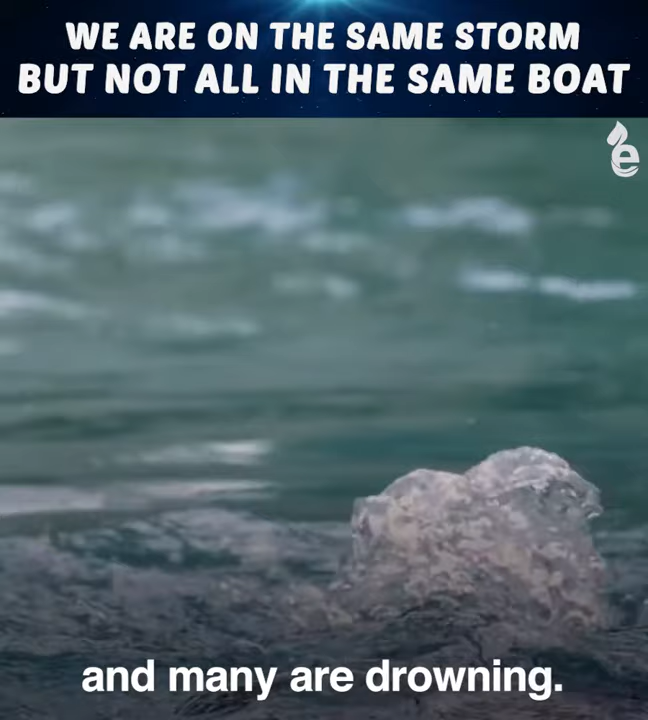 WE ARE ON THE SAME STORM
BUT NOT ALL IN THE SAME BOAT
e
and many are drowning.